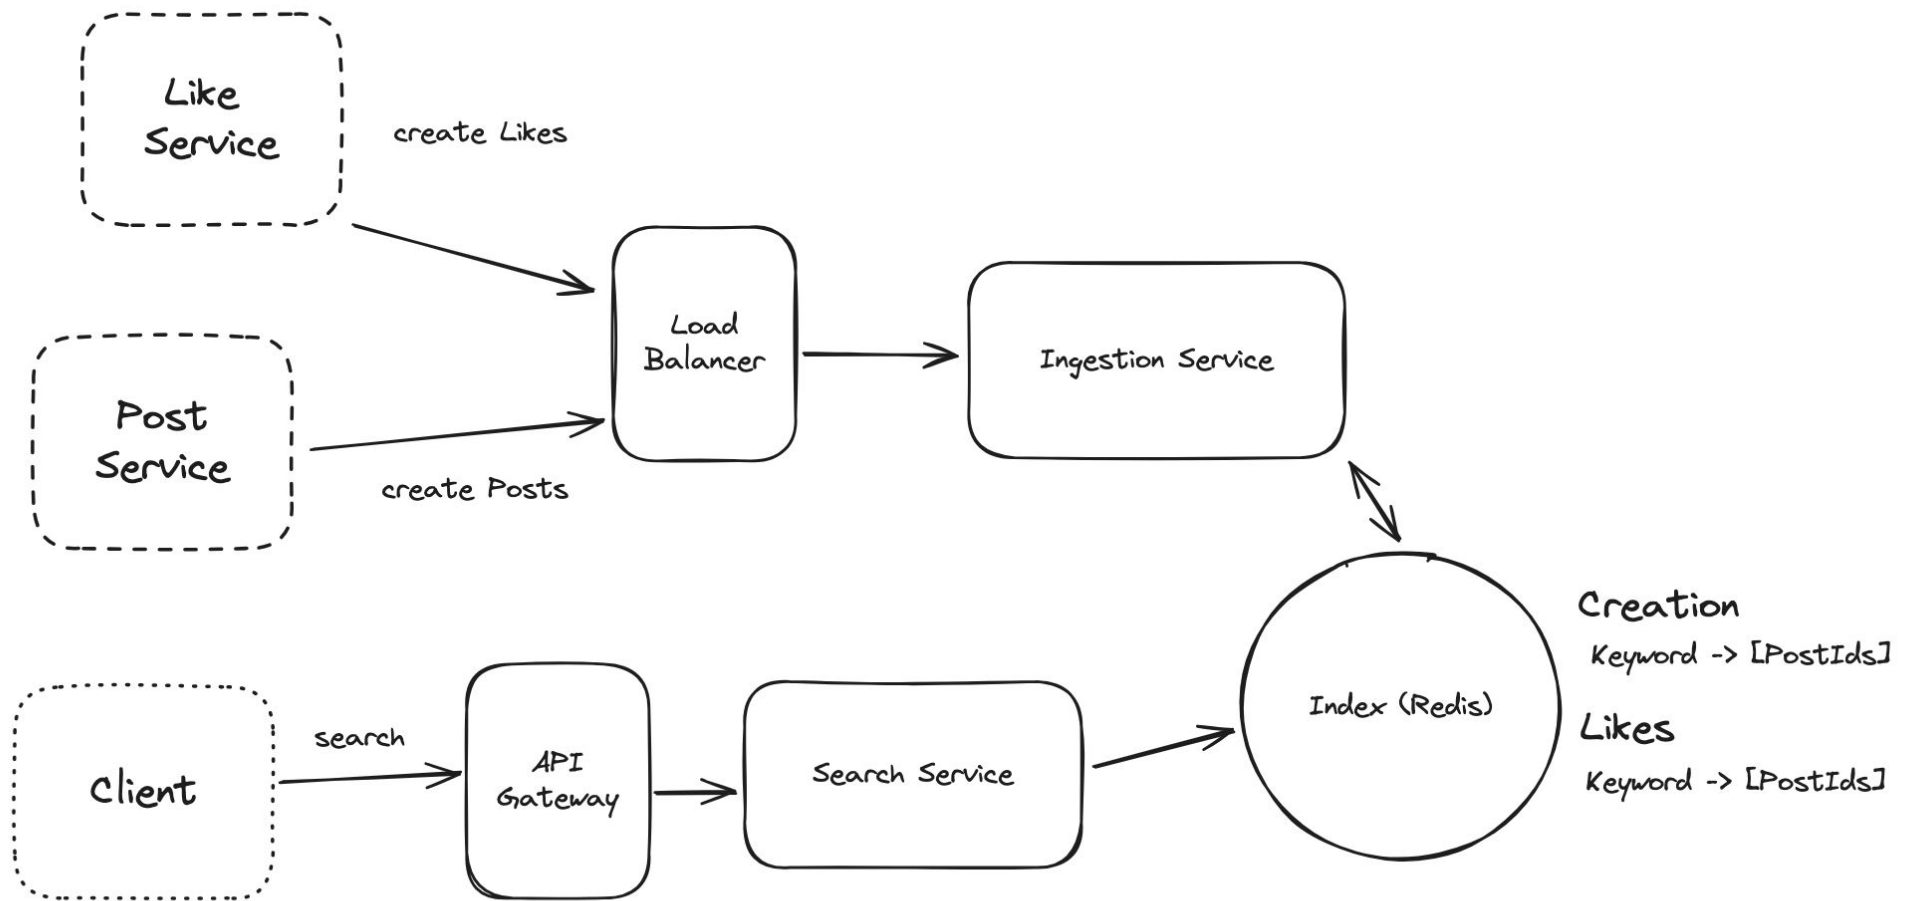 Like
Service
create Likes
Load
Balancer
Ingestion Service
Post
Service
create Posts
Creation
Keyword -> [PostIds]
Likes
Keyword -> [PostIds]
Index (Redis)
Client
search
API
Gateway
Search Service